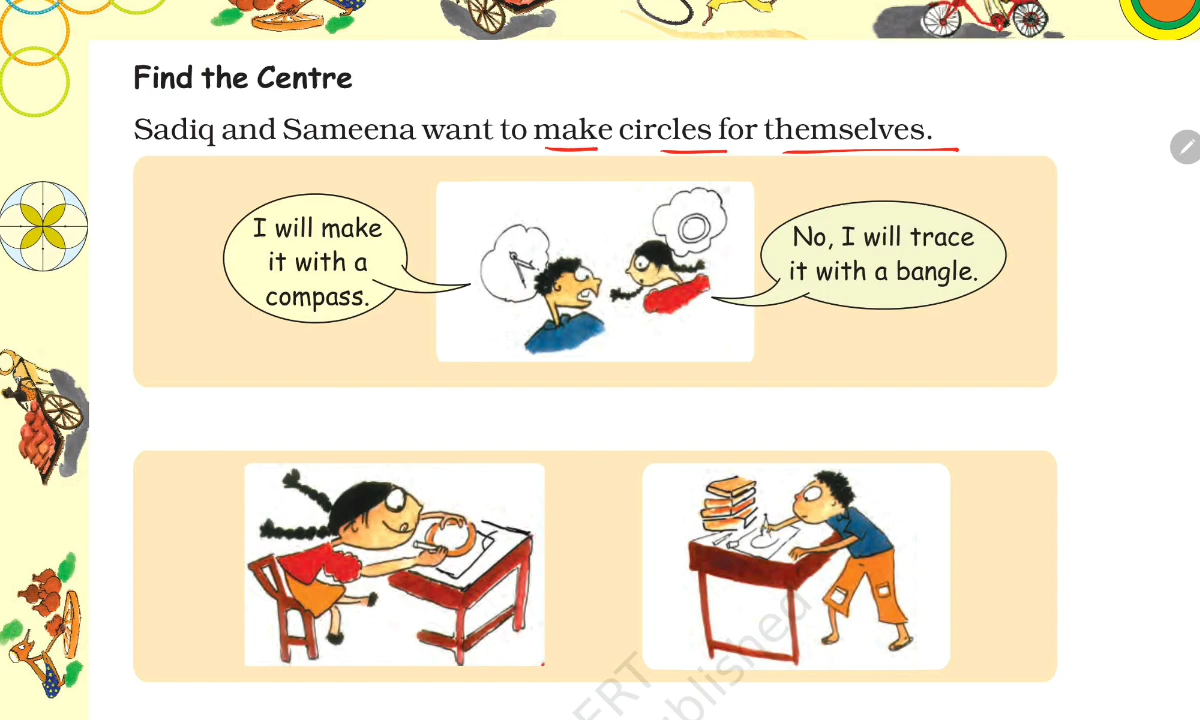 Find the Centre
Sadiq and Sameena want to make circles for themselves.
I will make
it with a
compass.
No, I will trace
it with a bangle.